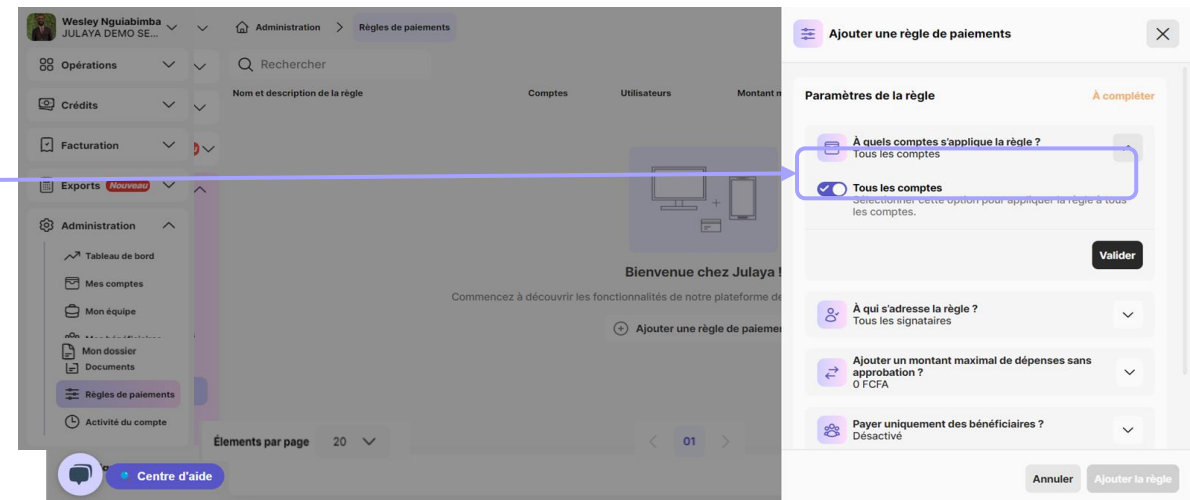 Wesley Nguiabimba
JULAYA DEMO SE...
Opérations
Crédits
Facturation
Exports Nouveau
Administration
Tableau de bord
Mes comptes
Mon équipe
Mon dossier
Documents
Règles de paiements
Activité du compte
Centre d'aide
Administration > Règles de paiements
Rechercher
Nom et description de la règle Comptes Utilisateurs Montant m
Bienvenue chez Julaya !
Commencez à découvrir les fonctionnalités de notre plateforme de
Ajouter une règle de paiemen
Élements par page 20
< 01 >
Ajouter une règle de paiements
Paramètres de la règle À compléter
À quels comptes s'applique la règle ?
Tous les comptes
Tous les comptes
Sélectionner cette option pour appliquer la règle à tous
les comptes.
Valider
À qui s'adresse la règle ?
Tous les signataires
Ajouter un montant maximal de dépenses sans
approbation ?
0 FCFA
Payer uniquement des bénéficiaires ?
Désactivé
Annuler Ajouter la règle